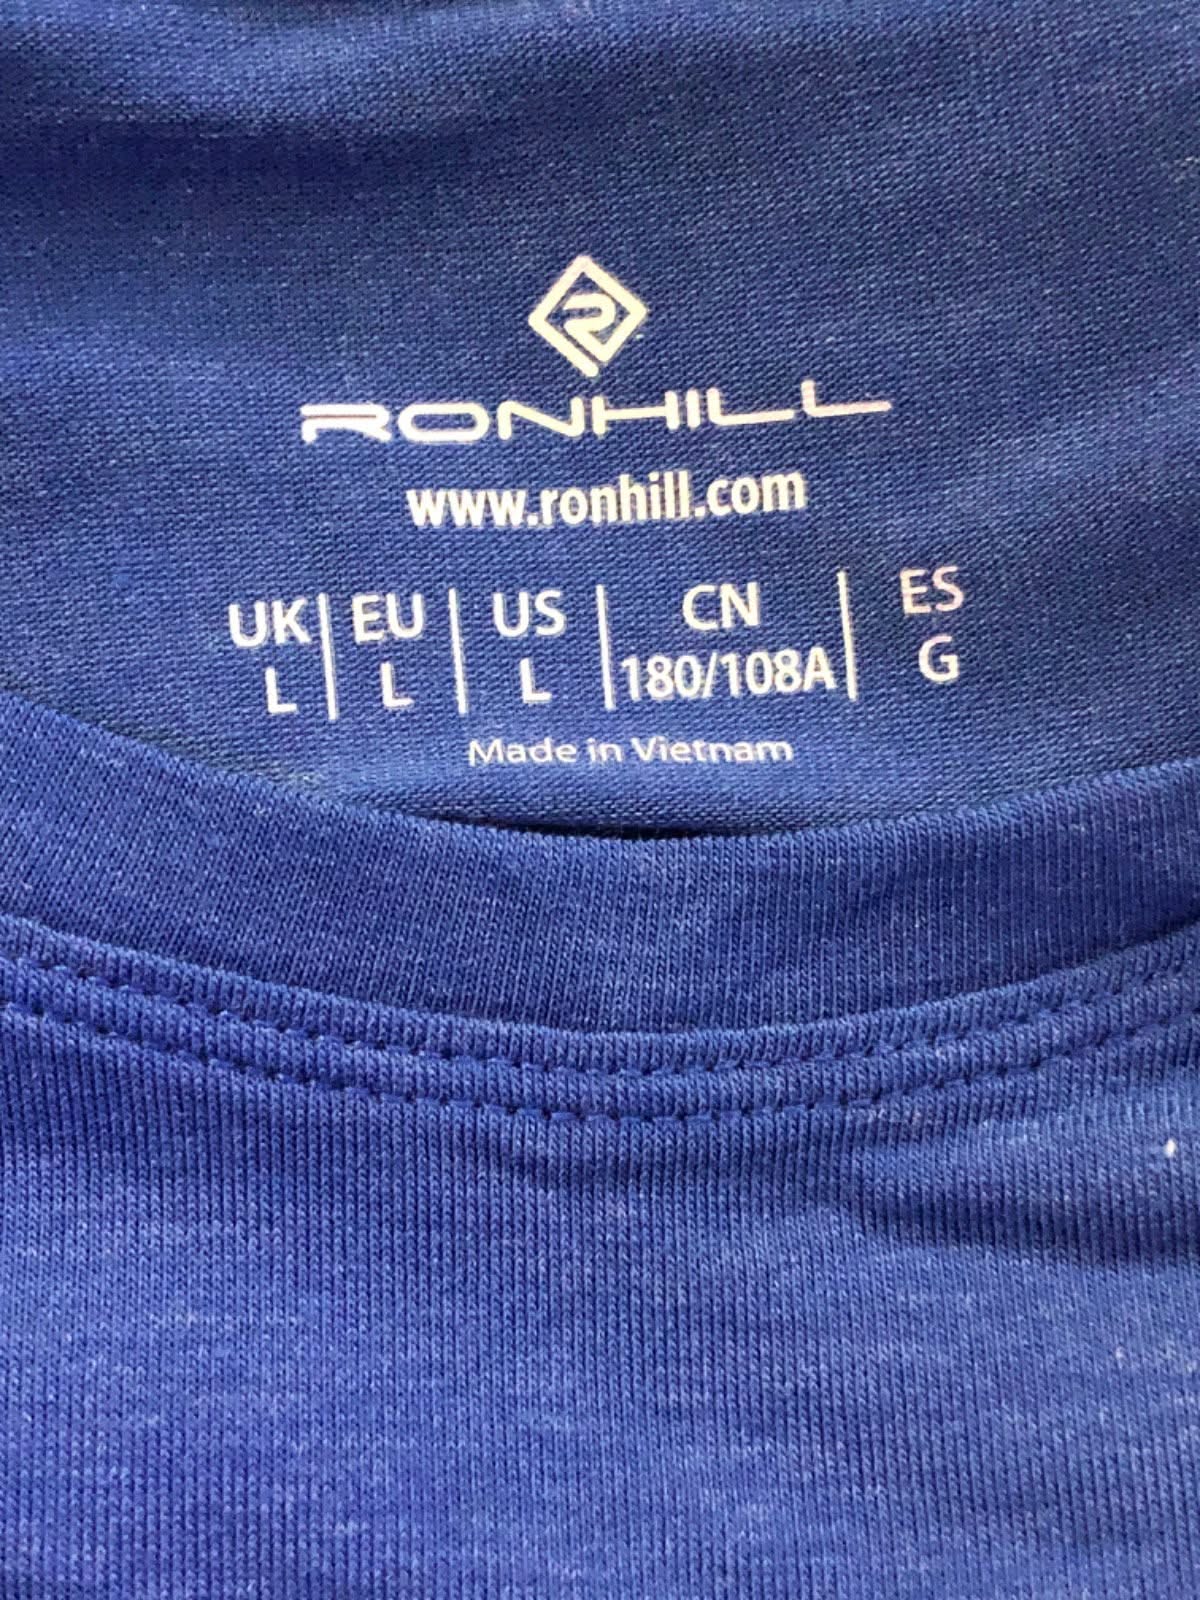 RONHILL
www.ronhill.com
UK EU US CN ES
L L L 180/108A G
Made in Vietnam